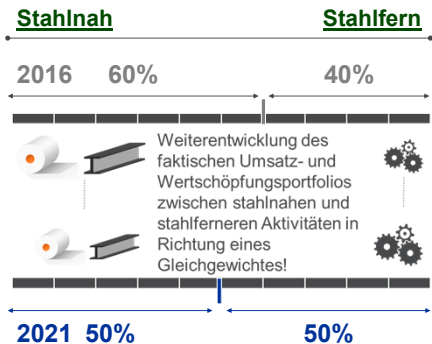 Stahlnah Stahlfern
2016 60% 40%
Weiterentwicklung des
faktischen Umsatz- und
Wertschöpfungsportfolios
zwischen stahlnahen und
stahlferneren Aktivitäten in
Richtung eines
Gleichgewichtes!
2021 50% 50%